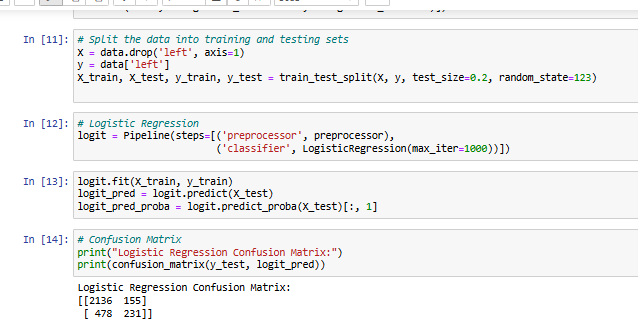 In [11]: # Split the data into training and testing sets
X = data.drop('left', axis=1)
y = data['left']
X_train, X_test, y_train, y_test = train_test_split(X, y, test_size=0.2, random_state=123)
In [12]: # Logistic Regression
logit = Pipeline(steps=[('preprocessor', preprocessor),
('classifier', LogisticRegression(max_iter=1000))])
In [13]: logit.fit(X_train, y_train)
logit_pred = logit.predict(X_test)
logit_pred_proba = logit.predict_proba(X_test)[:, 1]
In [14]: # Confusion Matrix
print("Logistic Regression Confusion Matrix:")
print(confusion_matrix(y_test, logit_pred))
Logistic Regression Confusion Matrix:
[[2136 155]
[ 478 231]]